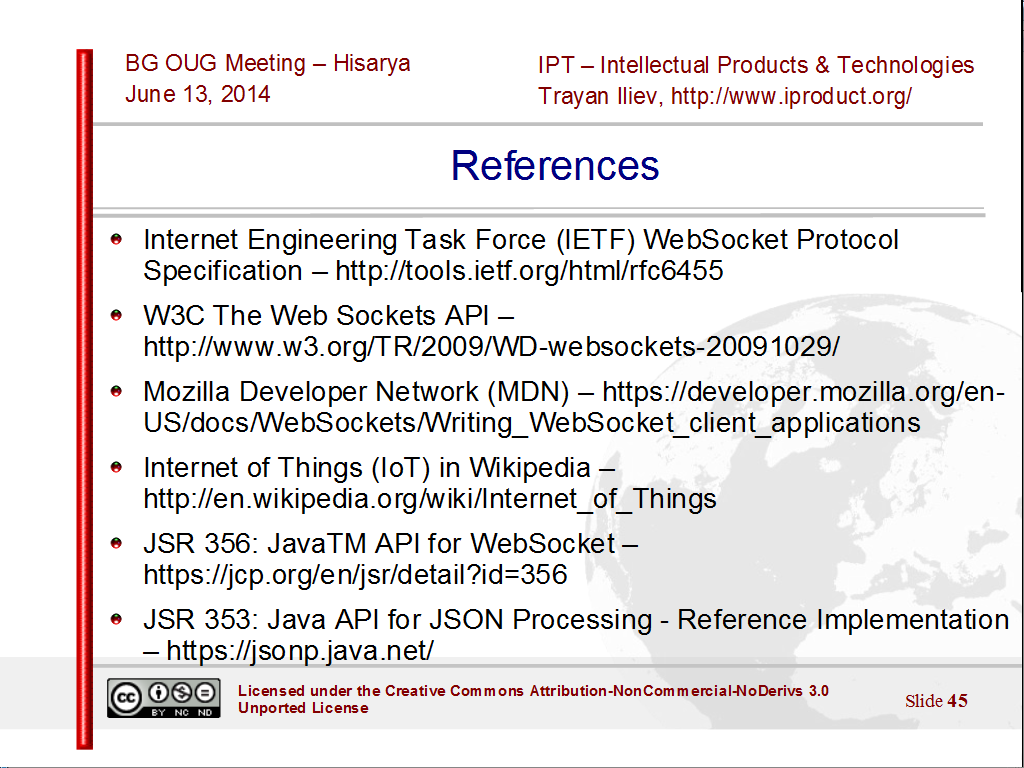 BG OUG Meeting – Hisarya
June 13, 2014
IPT – Intellectual Products & Technologies
Trayan Iliev, http://www.iproduct.org/
References
Internet Engineering Task Force (IETF) WebSocket Protocol
Specification – http://tools.ietf.org/html/rfc6455
W3C The Web Sockets API –
http://www.w3.org/TR/2009/WD-websockets-20091029/
Mozilla Developer Network (MDN) – https://developer.mozilla.org/en-
US/docs/WebSockets/Writing_WebSocket_client_applications
Internet of Things (IoT) in Wikipedia –
http://en.wikipedia.org/wiki/Internet_of_Things
JSR 356: JavaTM API for WebSocket –
https://jcp.org/en/jsr/detail?id=356
JSR 353: Java API for JSON Processing - Reference Implementation
– https://jsonp.java.net/
cc BY NC ND
Licensed under the Creative Commons Attribution-NonCommercial-NoDerivs 3.0
Unported License
Slide 45